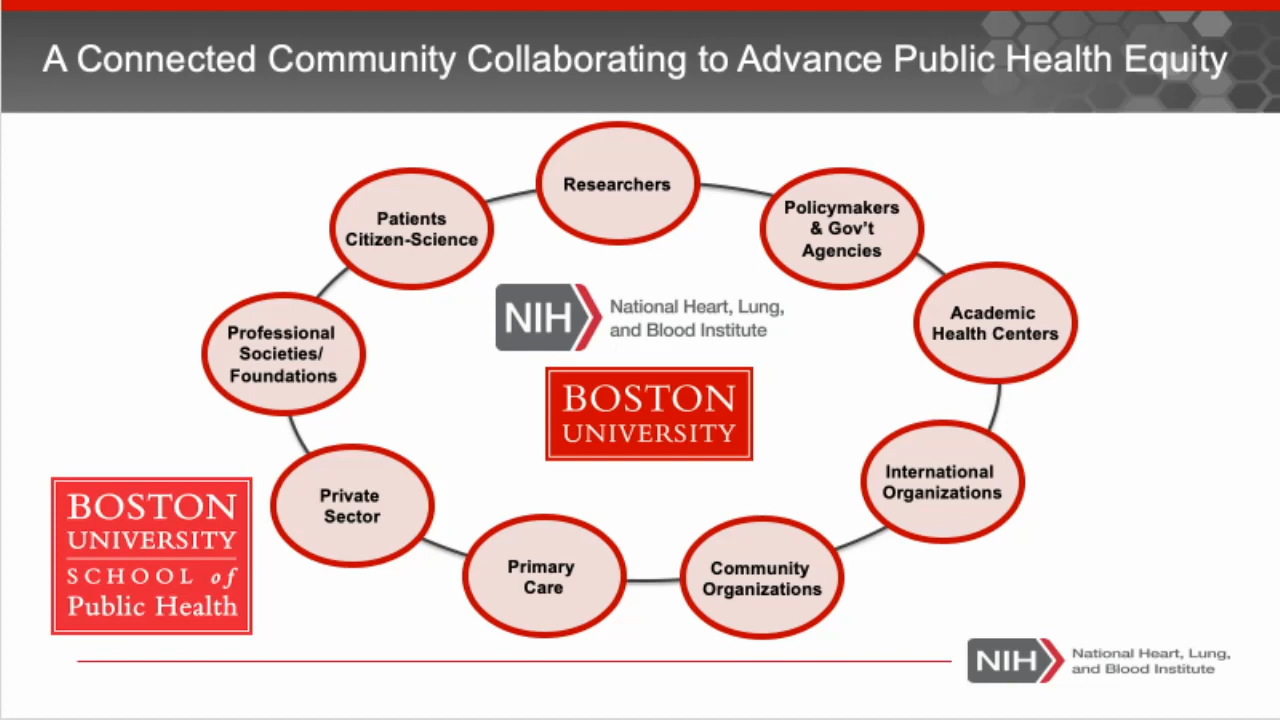 A Connected Community Collaborating to Advance Public Health Equity
Researchers
Patients
Citizen-Science
Policymakers
& Gov't
Agencies
NIH
National Heart, Lung,
and Blood Institute
Academic
Health Centers
Professional
Societies/
Foundations
BOSTON
UNIVERSITY
International
Organizations
Private
Sector
BOSTON
UNIVERSITY
SCHOOL of
Public Health
Primary
Care
Community
Organizations
NIH
National Heart, Lung,
and Blood Institute